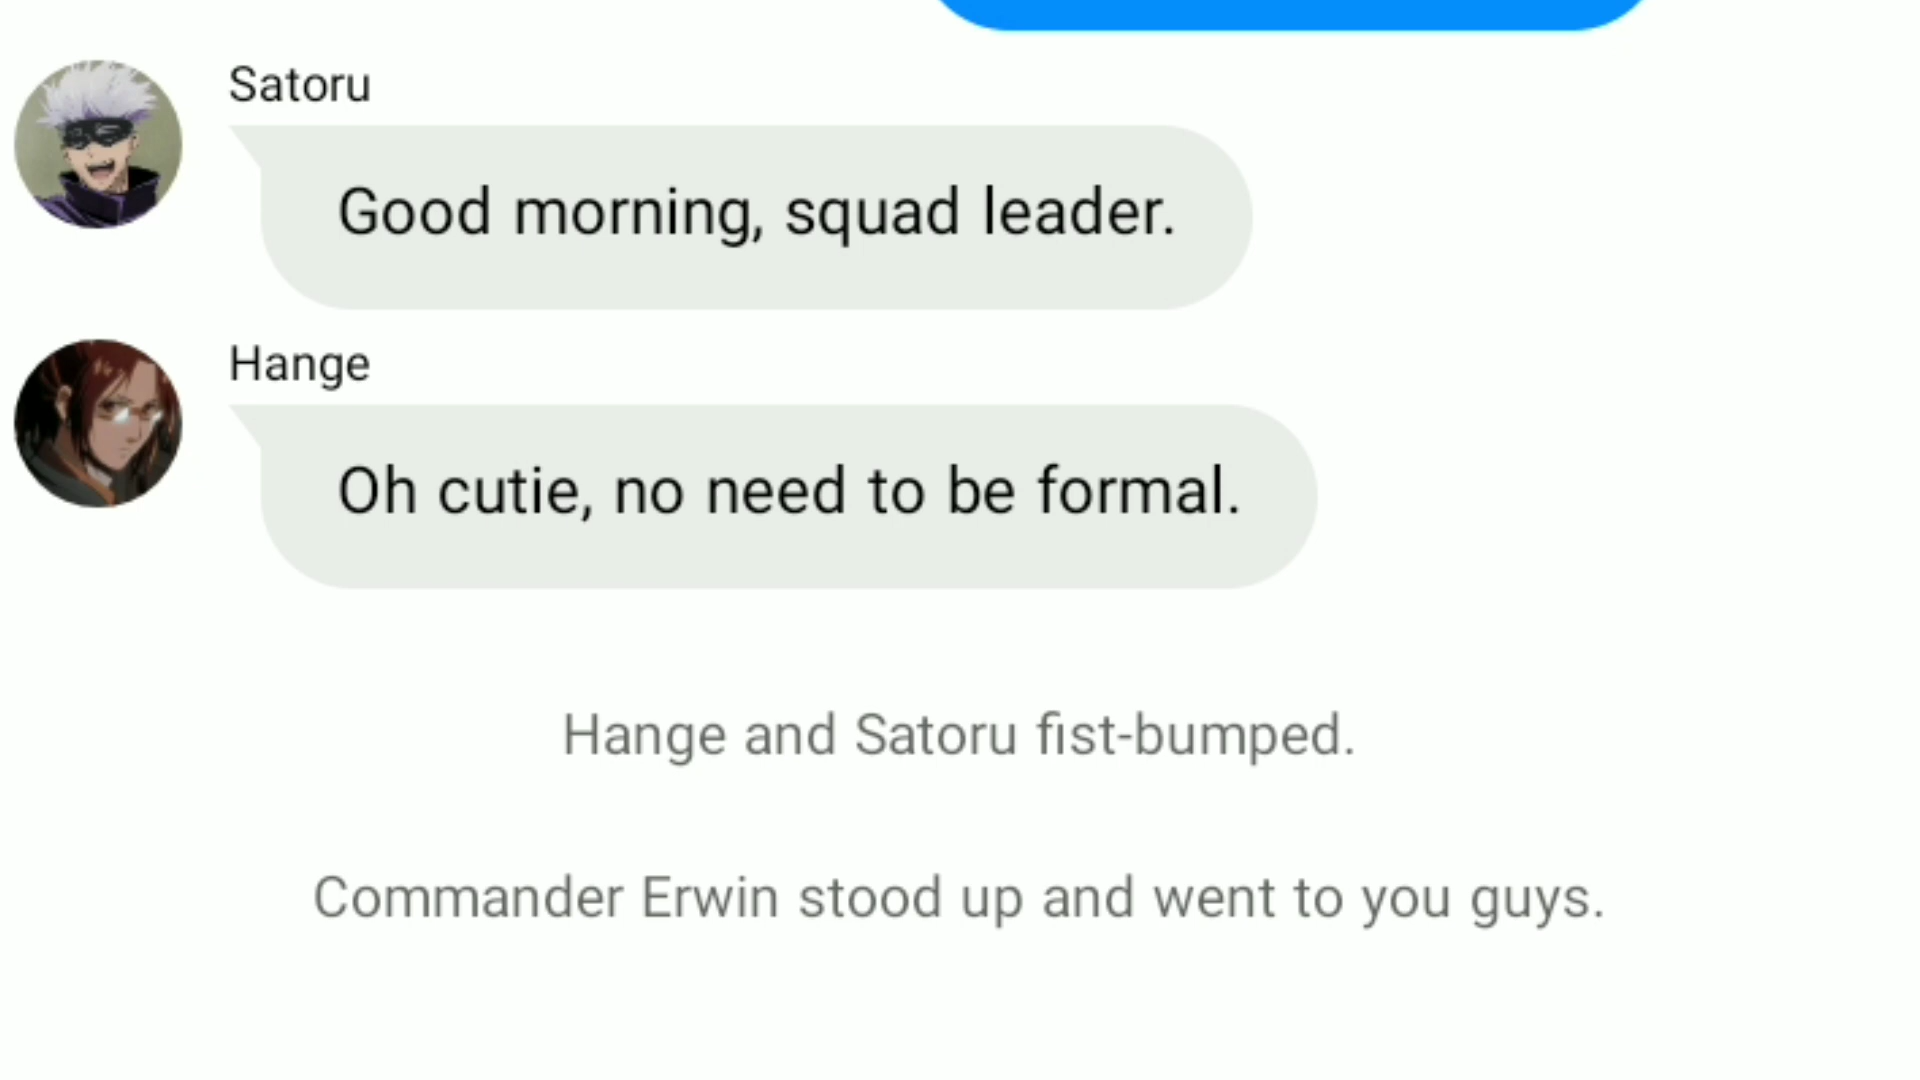 Satoru
Good morning, squad leader.
Hange
Oh cutie, no need to be formal.
Hange and Satoru fist-bumped.
Commander Erwin stood up and went to you guys.